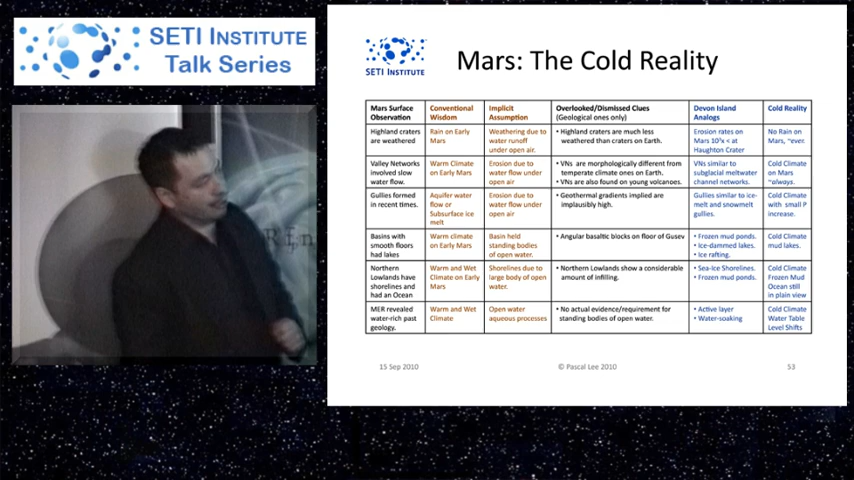 SETI INSTITUTE
Talk Series
SETI INSTITUTE
Mars: The Cold Reality
Mars Surface
Observation
Conventional
Wisdom
Implicit
Assumption
Overlooked/Dismissed Clues
(Geological ones only)
Devon Island
Analogs
Cold Reality
Highland craters
are weathered
Rain on Early
Mars
Weathering due to
water runoff
under open air.
• Highland craters are much less
weathered than craters on Earth.
Erosion rates on
Mars < at
Haughton Crater
No Rain on
Mars, ~ever.
Valley Networks
involved slow
water flow.
Warm Climate
on Early Mars
Erosion due to
water flow under
open air
• VNs are morphologically different from
temperate climate ones on Earth.
• VNs are also found on young volcanoes.
VNs similar to
subglacial meltwater
channel networks.
Cold Climate
on Mars
~always.
Gullies formed
in recent times.
Aquifer water
flow or
Subsurface ice
melt
Erosion due to
water flow under
open air
• Geothermal gradients implied are
implausibly high.
Gullies similar to ice-
melt and snowmelt
gullies.
Cold Climate
with small P
increase.
Basins with
smooth floors
had lakes
Warm climate
on Early Mars
Basin held
standing bodies
of open water.
• Angular basaltic blocks on floor of Gusev
• Frozen mud ponds.
• Ice-dammed lakes.
• Ice rafting.
Cold Climate
mud lakes.
Northern
Lowlands have
shorelines and
had an Ocean
Warm and Wet
Climate on Early
Mars
Shorelines due to
large body of open
water.
• Northern Lowlands show a considerable
amount of infilling.
• Sea-Ice Shorelines.
• Frozen mud ponds.
Cold Climate
Frozen Mud
Ocean still
in plain view
MER revealed
water-rich past
geology.
Warm and Wet
Climate
Open water
aqueous processes
• No actual evidence/requirement for
standing bodies of open water.
• Active layer
• Water-soaking
Cold Climate
Water Table
Level Shifts
15 Sep 2010
© Pascal Lee 2010
53